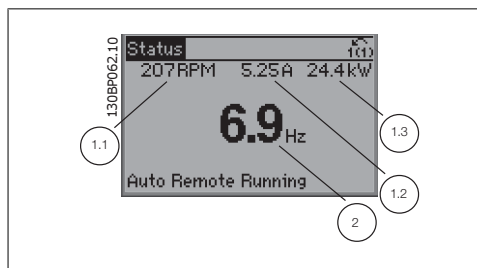 130BP062.10
Status
1(1)
207RPM 5.25A 24.4kW
6.9Hz
Auto Remote Running
1.1
1.3
1.2
2